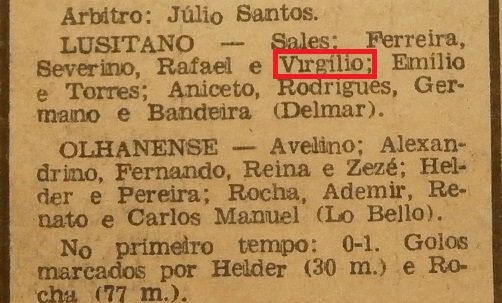 Arbitro: Júlio Santos.
LUSITANO — Sales; Ferreira,
Severino, Rafael e Virgílio; Emílio
e Torres; Aniceto, Rodrigues, Ger-
mano e Bandeira (Delmar).
OLHANENSE — Avelino; Alexan-
drino, Fernando, Reina e Zezé; Hel-
der e Pereira; Rocha, Ademir, Re-
nato e Carlos Manuel (Lo Bello).
No primeiro tempo: 0-1. Golos
marcados por Helder (30 m.) e Ro-
cha (77 m.).